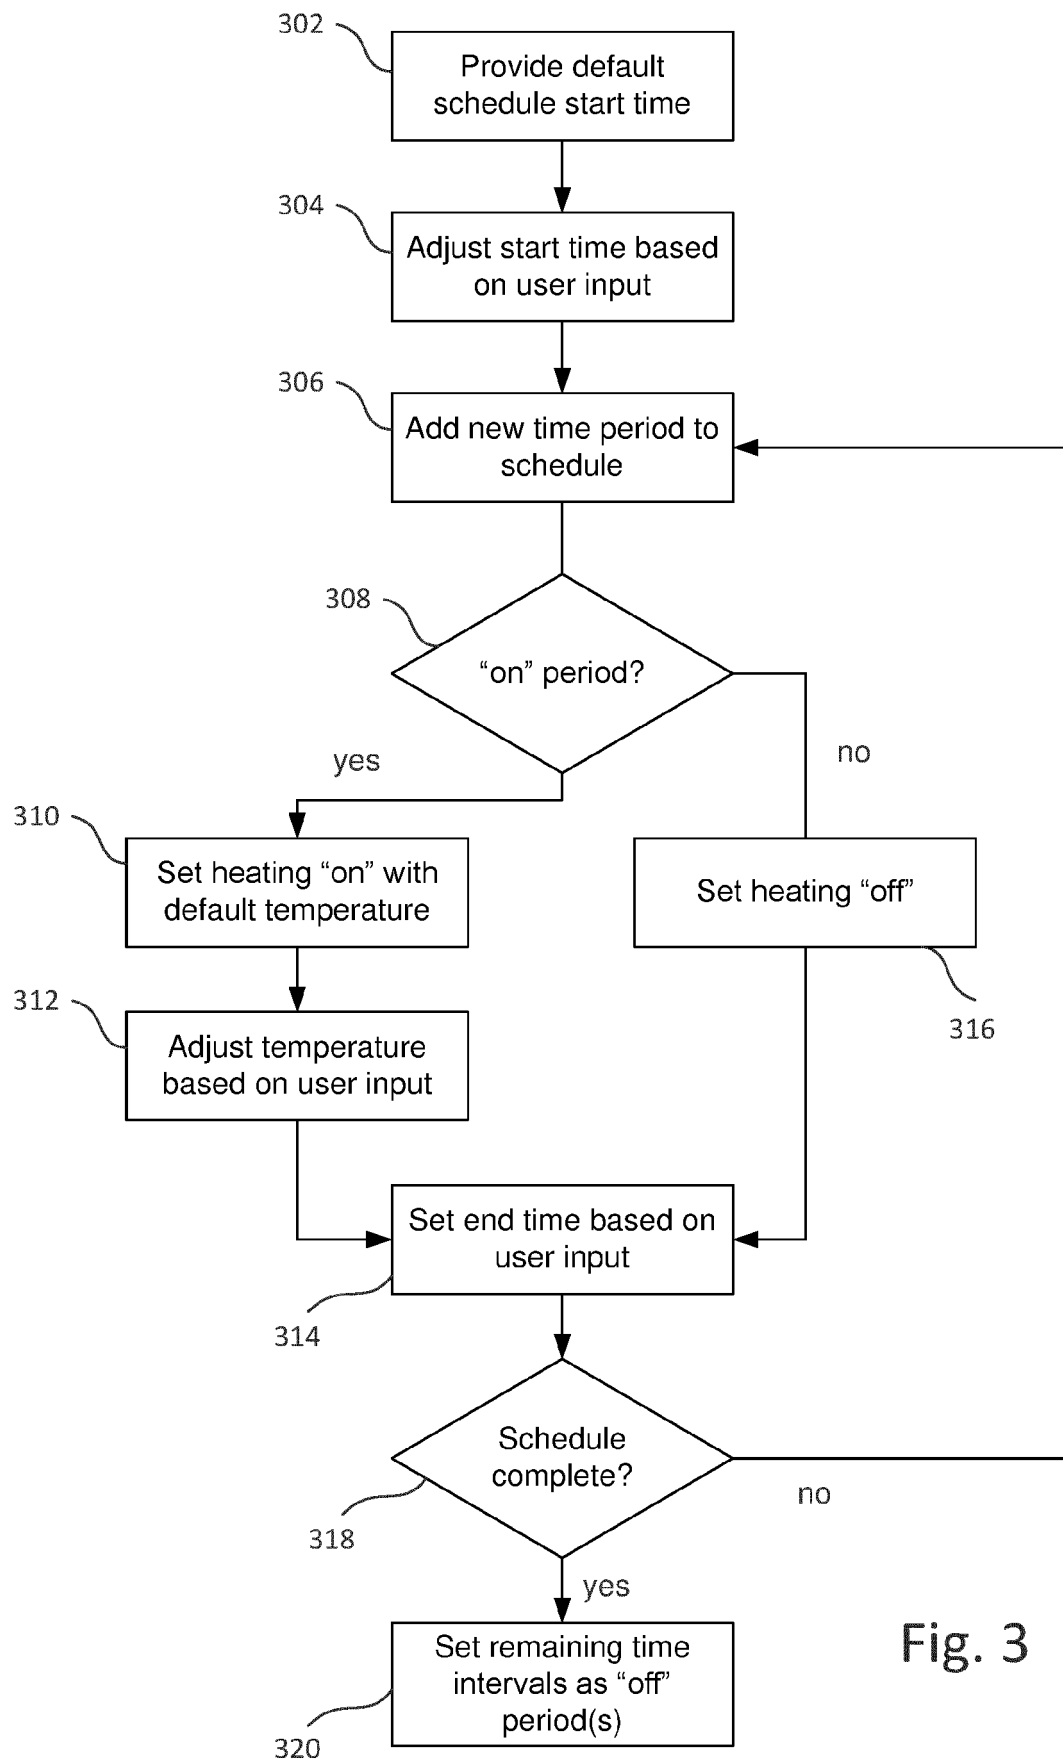 302
Provide default
schedule start time
304
Adjust start time based
on user input
306
Add new time period to
schedule
308
“on” period?
yes
no
310
Set heating “on” with
default temperature
Set heating “off”
312
316
Adjust temperature
based on user input
Set end time based on
user input
314
Schedule
complete?
no
318
yes
Set remaining time
intervals as “off”
period(s)
320
Fig. 3